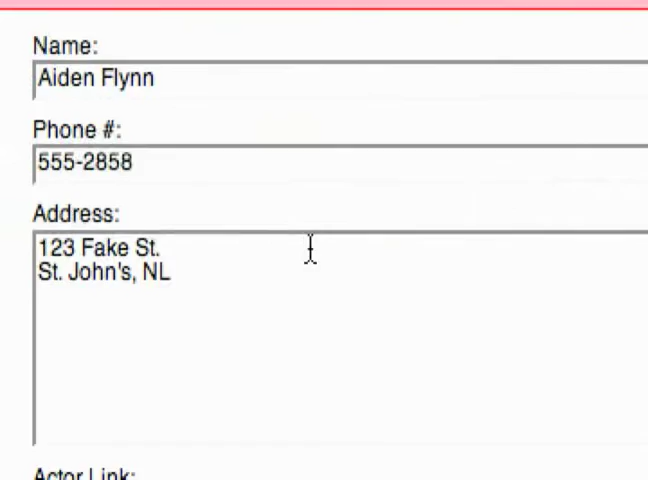 Name:
Aiden Flynn
Phone #:
555-2858
Address:
123 Fake St.
St. John's, NL
Actor Link: